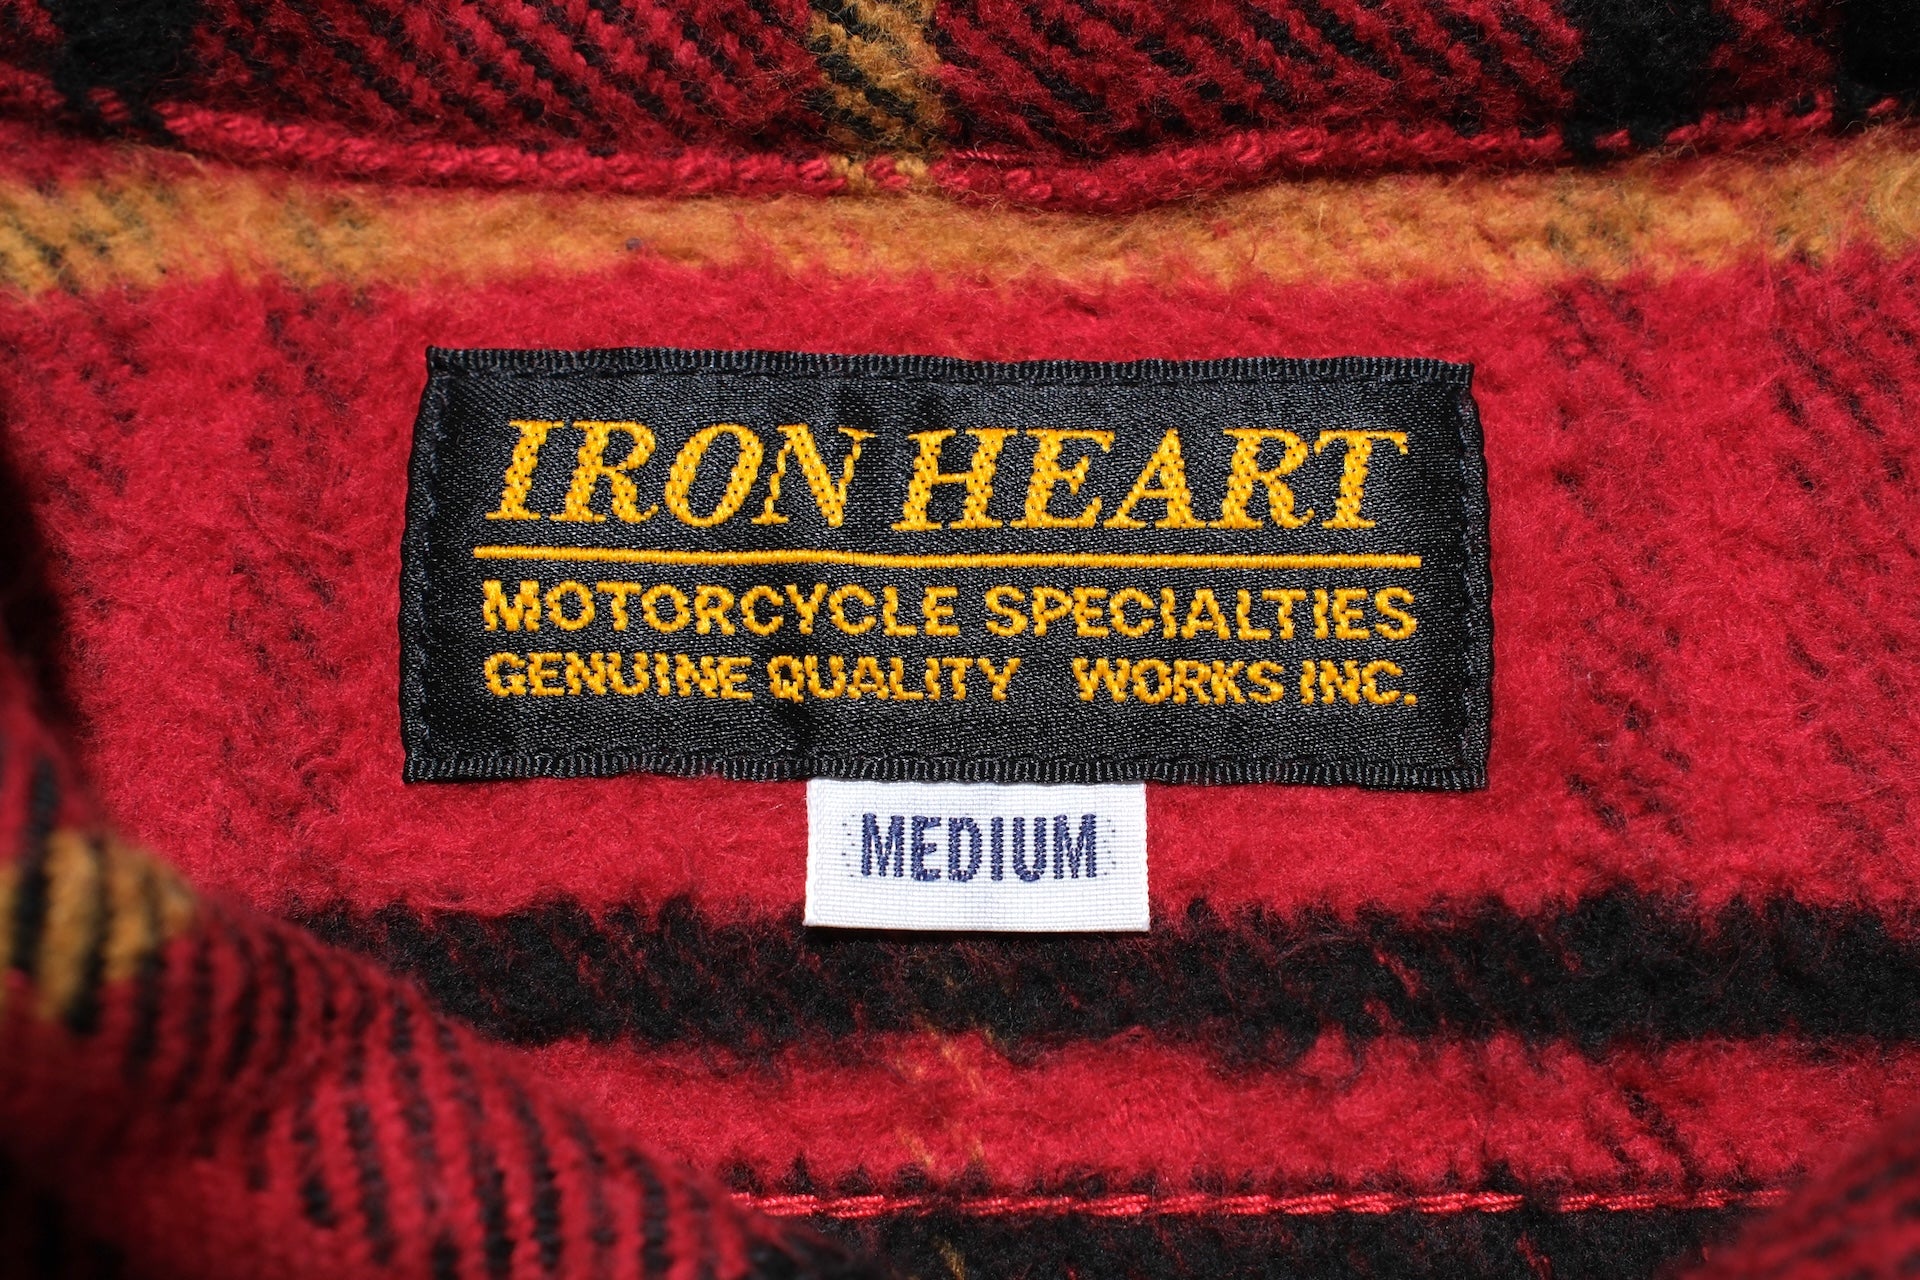 IRON HEART
MOTORCYCLE SPECIALTIES
GENUINE QUALITY WORKS INC.
MEDIUM